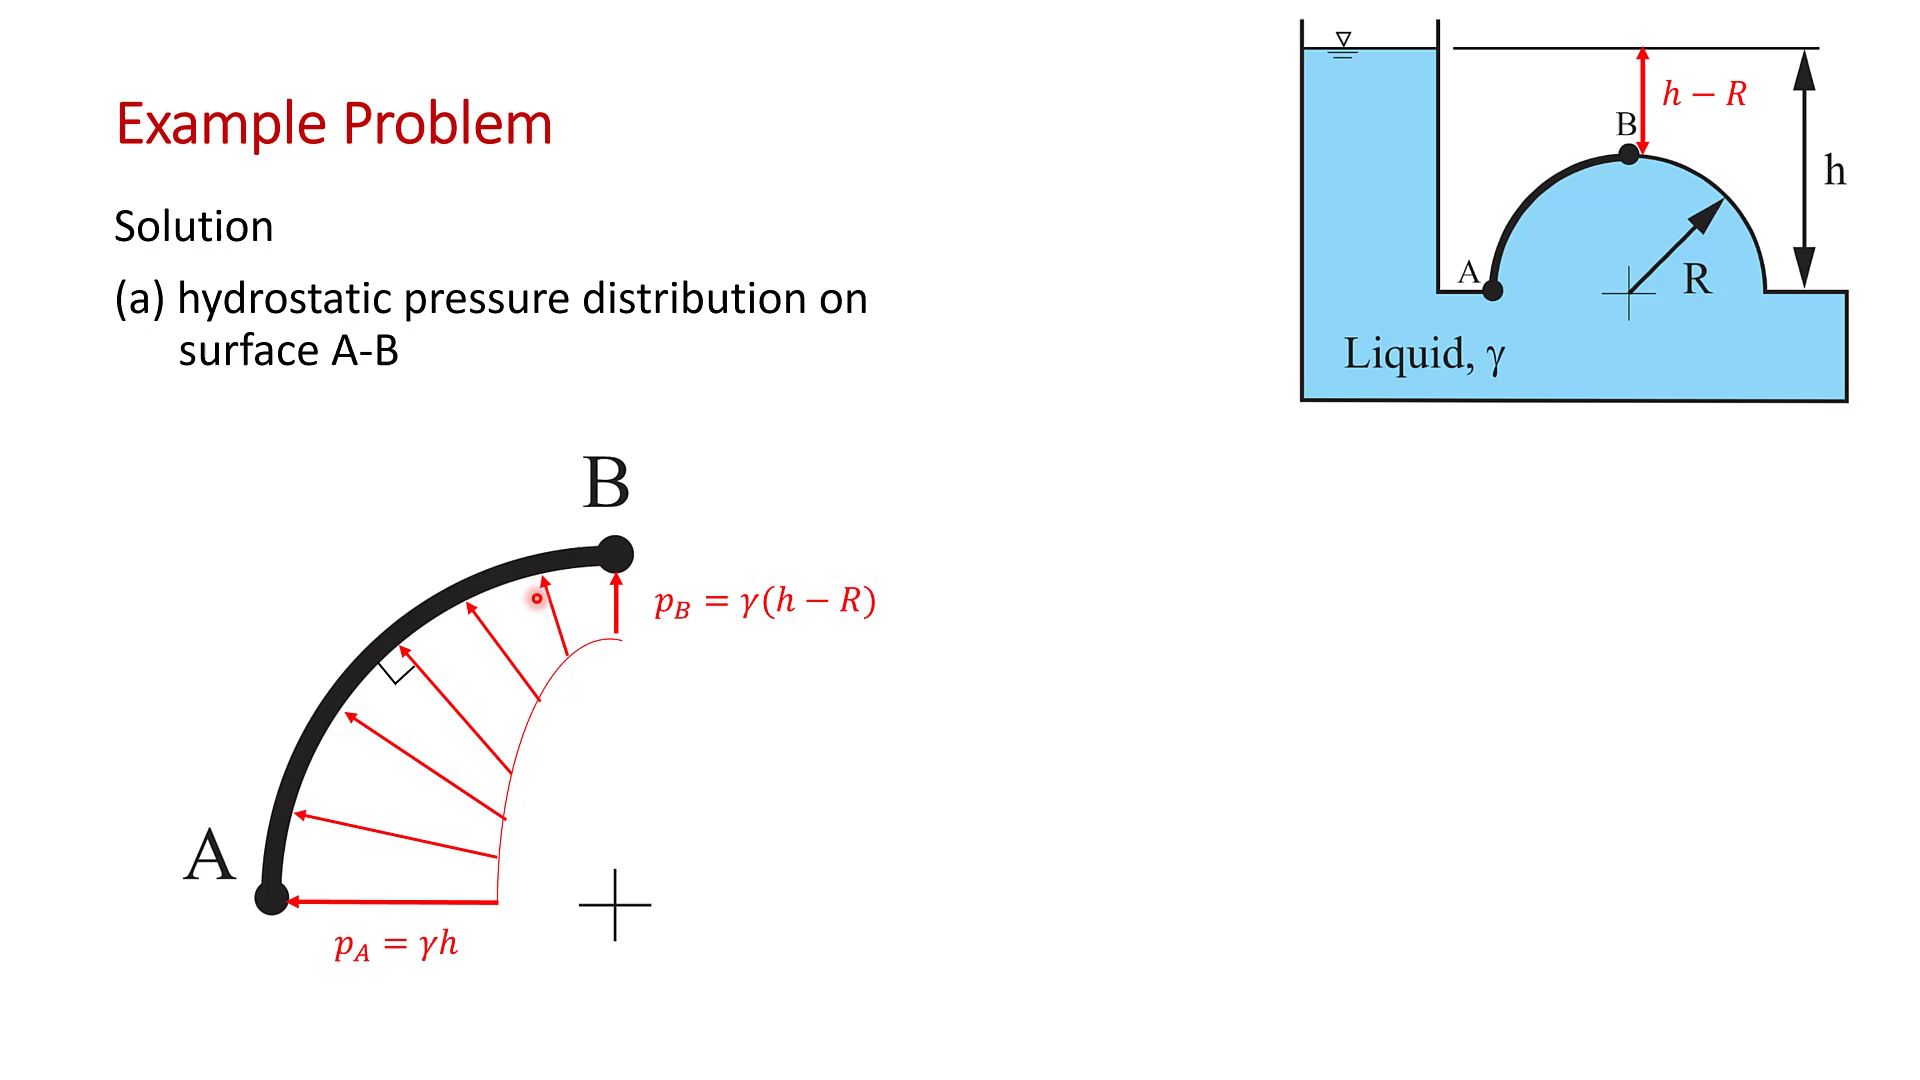 Example Problem
Solution
(a) hydrostatic pressure distribution on
surface A-B
h − R
B
h
A
R
Liquid, γ
B
p_B = γ(h − R)
A
p_A = γh